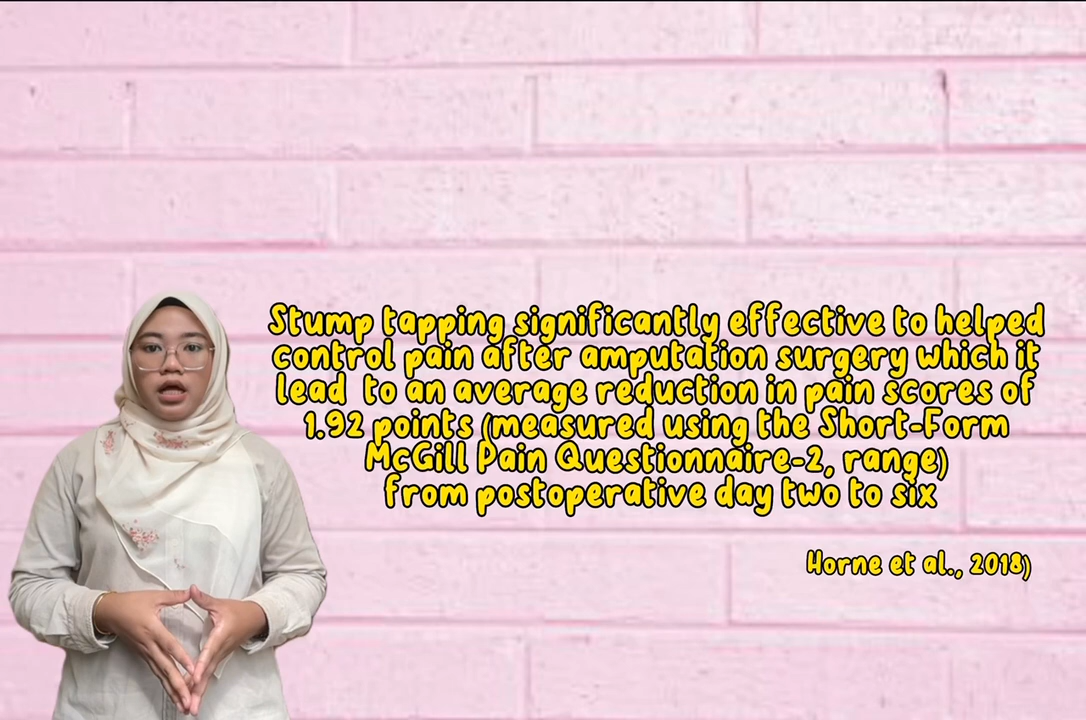 Stump tapping significantly effective to helped
control pain after amputation surgery which it
lead to an average reduction in pain scores of
1.92 points (measured using the Short-Form
McGill Pain Questionnaire-2, range)
from postoperative day two to six
Horne et al., 2018)